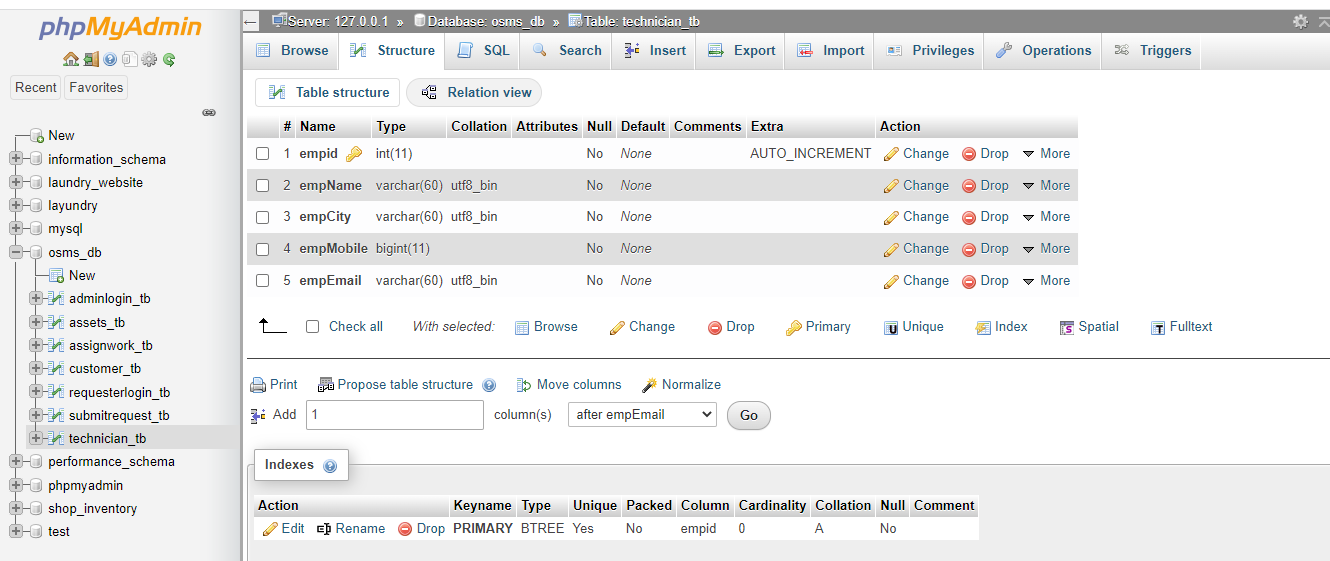 phpMyAdmin
Recent Favorites
New
information_schema
laundry_website
layundry
mysql
osms_db
New
adminlogin_tb
assets_tb
assignwork_tb
customer_tb
requesterlogin_tb
submitrequest_tb
technician_tb
performance_schema
phpmyadmin
shop_inventory
test
Server: 127.0.0.1 » Database: osms_db » Table: technician_tb
Browse Structure SQL Search Insert Export Import Privileges Operations Triggers
Table structure Relation view
# Name Type Collation Attributes Null Default Comments Extra Action
1 empid int(11) No None AUTO_INCREMENT Change Drop More
2 empName varchar(60) utf8_bin No None Change Drop More
3 empCity varchar(60) utf8_bin No None Change Drop More
4 empMobile bigint(11) No None Change Drop More
5 empEmail varchar(60) utf8_bin No None Change Drop More
Check all With selected: Browse Change Drop Primary Unique Index Spatial Fulltext
Print Propose table structure Move columns Normalize
Add 1 column(s) after empEmail Go
Indexes
Action Keyname Type Unique Packed Column Cardinality Collation Null Comment
Edit Rename Drop PRIMARY BTREE Yes No empid 0 A No